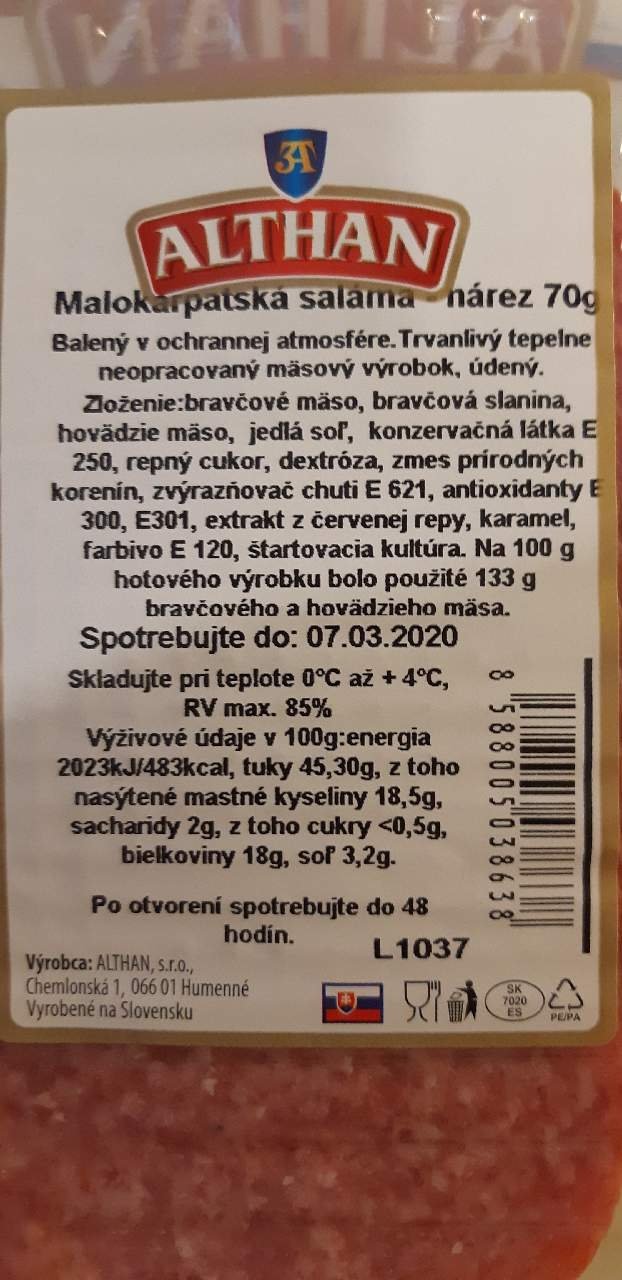 ALTHAN
3AT
ALTHAN
Malokarpatská saláma - nárez 70g
Balený v ochrannej atmosfére. Trvanlivý tepelne
neopracovaný mäsový výrobok, údený.
Zloženie:bravčové mäso, bravčová slanina,
hovädzie mäso, jedlá soľ, konzervačná látka E
250, repný cukor, dextróza, zmes prírodných
korenín, zvýrazňovač chuti E 621, antioxidanty E
300, E301, extrakt z červenej repy, karamel,
farbivo E 120, štartovacia kultúra. Na 100 g
hotového výrobku bolo použité 133 g
bravčového a hovädzieho mäsa.
Spotrebujte do: 07.03.2020
Skladujte pri teplote 0°C až + 4°C,
RV max. 85%
Výživové údaje v 100g:energia
2023kJ/483kcal, tuky 45,30g, z toho
nasýtené mastné kyseliny 18,5g,
sacharidy 2g, z toho cukry <0,5g,
bielkoviny 18g, soľ 3,2g.
Po otvorení spotrebujte do 48
hodín.
L1037
8 588005 038638
Výrobca: ALTHAN, s.r.o.,
Chemlonská 1, 066 01 Humenné
Vyrobené na Slovensku
SK
7020
ES
PE/PA